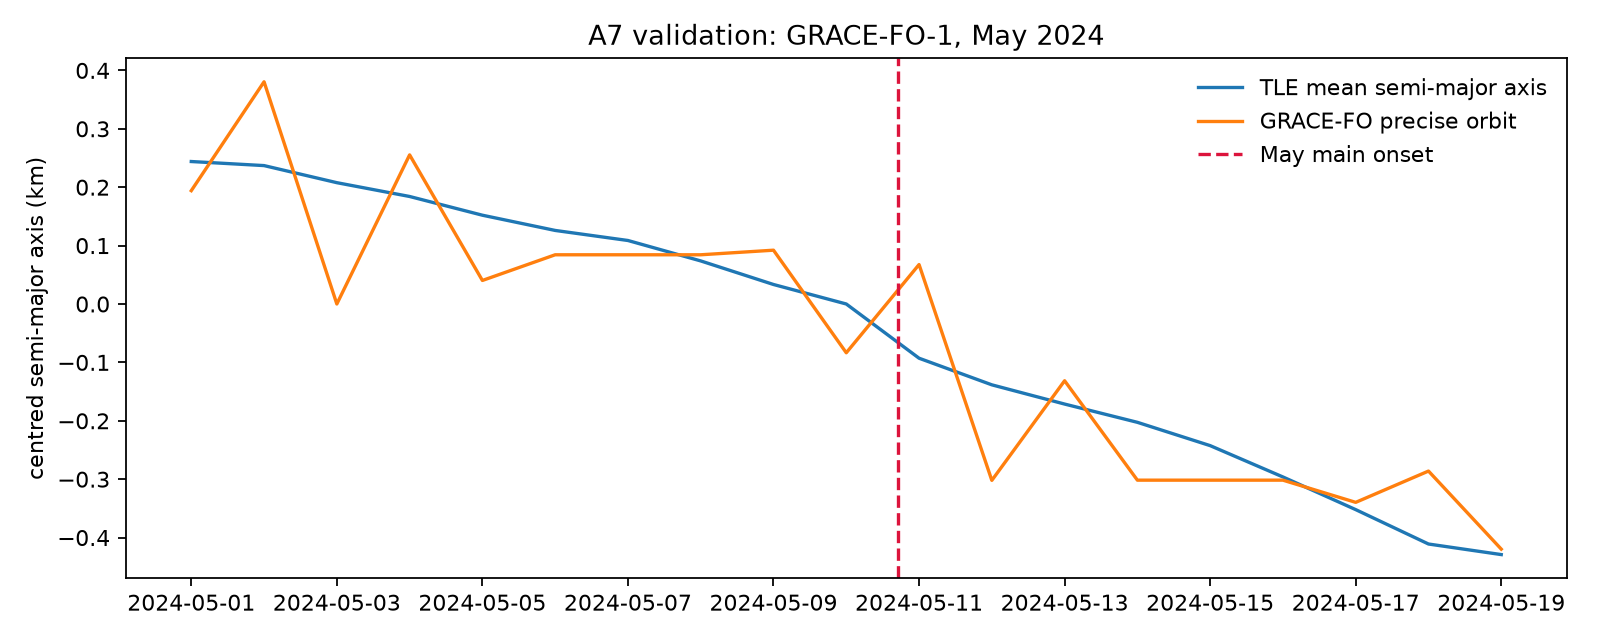 A7 validation: GRACE-FO-1, May 2024
TLE mean semi-major axis
GRACE-FO precise orbit
May main onset
centred semi-major axis (km)
0.4
0.3
0.2
0.1
0.0
−0.1
−0.2
−0.3
−0.4
2024-05-01 2024-05-03 2024-05-05 2024-05-07 2024-05-09 2024-05-11 2024-05-13 2024-05-15 2024-05-17 2024-05-19